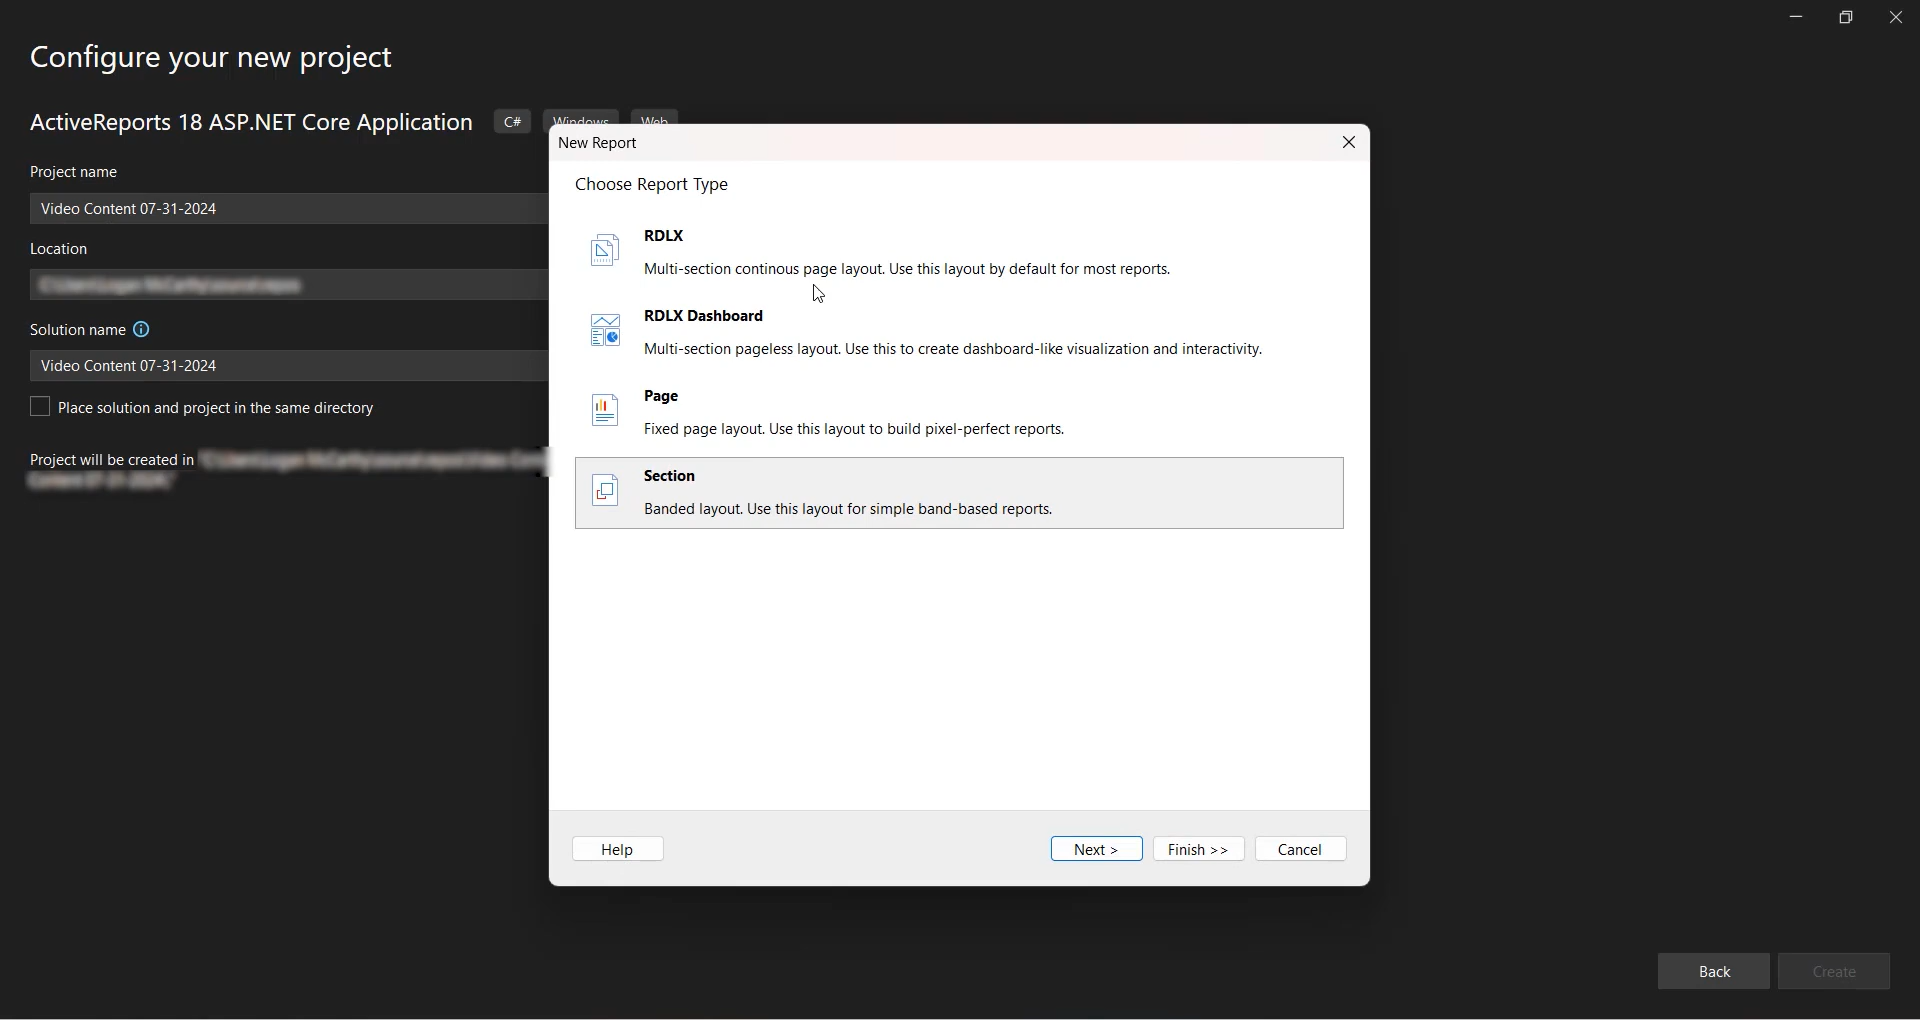 Configure your new project
ActiveReports 18 ASP.NET Core Application
C#
Windows
Web
Project name
Video Content 07-31-2024
Location
Solution name
Video Content 07-31-2024
Place solution and project in the same directory
Project will be created in
New Report
Choose Report Type
RDLX
Multi-section continous page layout. Use this layout by default for most reports.
RDLX Dashboard
Multi-section pageless layout. Use this to create dashboard-like visualization and interactivity.
Page
Fixed page layout. Use this layout to build pixel-perfect reports.
Section
Banded layout. Use this layout for simple band-based reports.
Help
Next >
Finish >>
Cancel
Back
Create